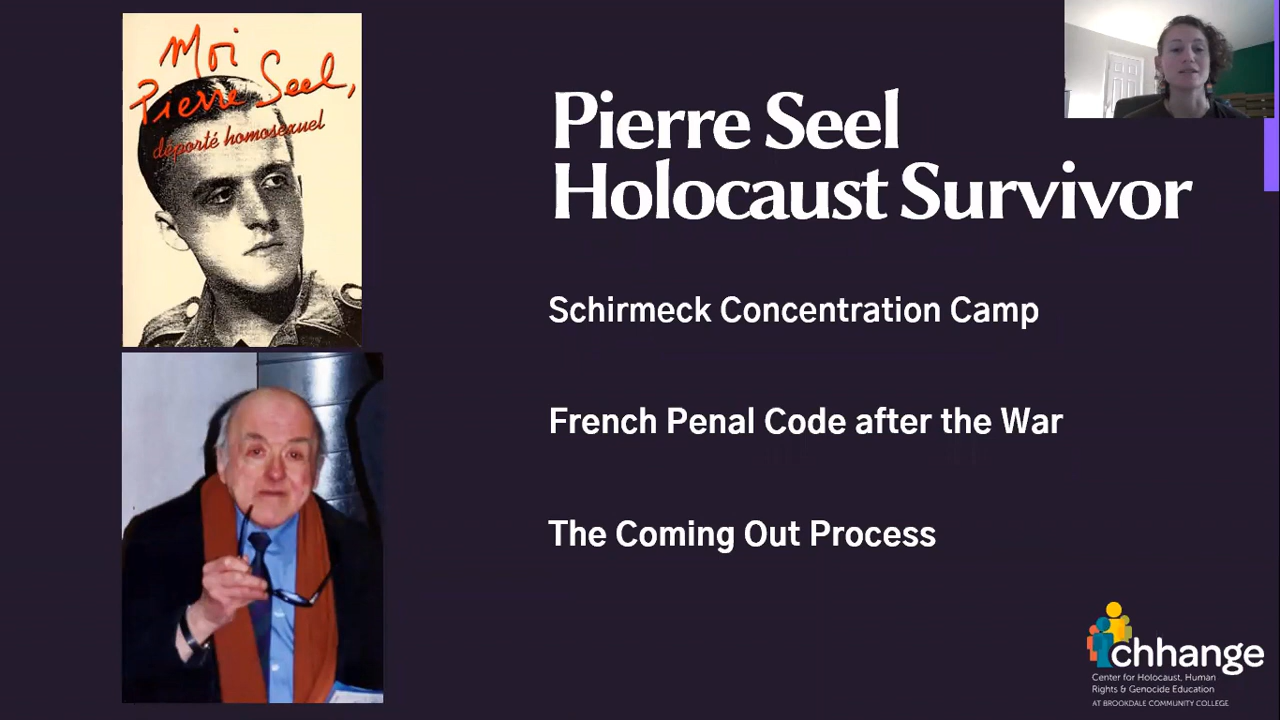 Moi
Pierre Seel,
déporté homosexuel
Pierre Seel
Holocaust Survivor
Schirmeck Concentration Camp
French Penal Code after the War
The Coming Out Process
chhange
Center for Holocaust, Human
Rights & Genocide Education
AT BROOKDALE COMMUNITY COLLEGE